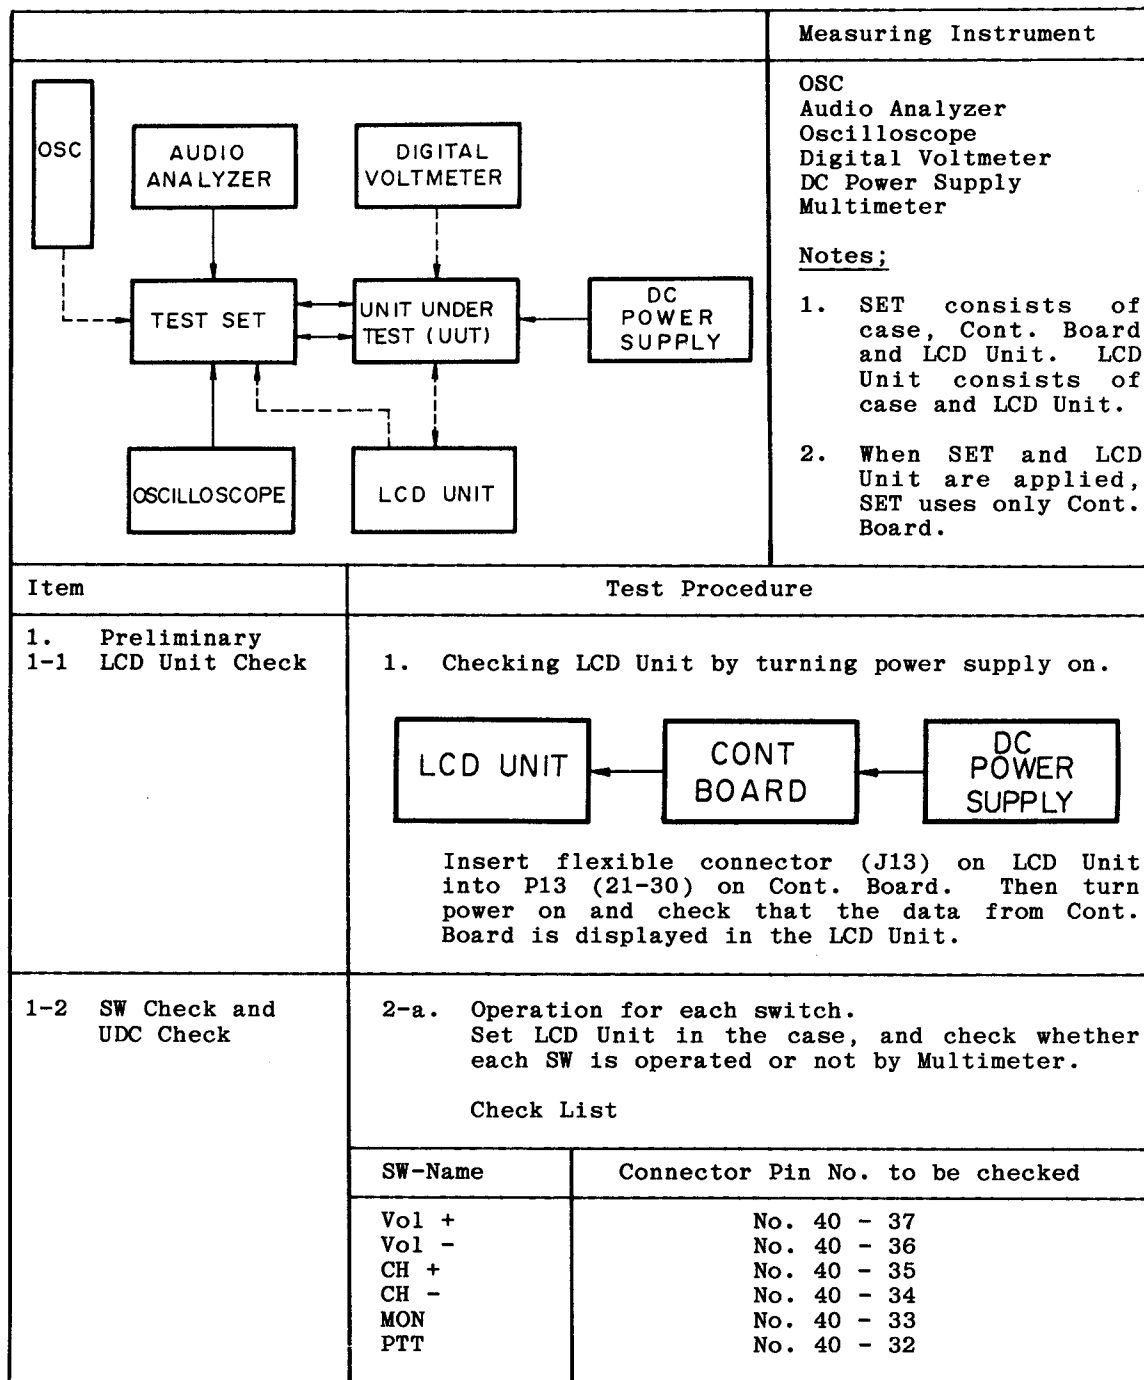 Measuring Instrument
OSC
AUDIO
ANALYZER
DIGITAL
VOLTMETER
TEST SET
UNIT UNDER
TEST (UUT)
DC
POWER
SUPPLY
OSCILLOSCOPE
LCD UNIT
OSC
Audio Analyzer
Oscilloscope
Digital Voltmeter
DC Power Supply
Multimeter
Notes;
1. SET consists of
case, Cont. Board
and LCD Unit. LCD
Unit consists of
case and LCD Unit.
2. When SET and LCD
Unit are applied,
SET uses only Cont.
Board.
Item Test Procedure
1. Preliminary
1-1 LCD Unit Check
1. Checking LCD Unit by turning power supply on.
LCD UNIT
CONT
BOARD
DC
POWER
SUPPLY
Insert flexible connector (J13) on LCD Unit
into P13 (21-30) on Cont. Board. Then turn
power on and check that the data from Cont.
Board is displayed in the LCD Unit.
1-2 SW Check and
UDC Check
2-a. Operation for each switch.
Set LCD Unit in the case, and check whether
each SW is operated or not by Multimeter.
Check List
SW-Name Connector Pin No. to be checked
Vol + No. 40 - 37
Vol - No. 40 - 36
CH + No. 40 - 35
CH - No. 40 - 34
MON No. 40 - 33
PTT No. 40 - 32